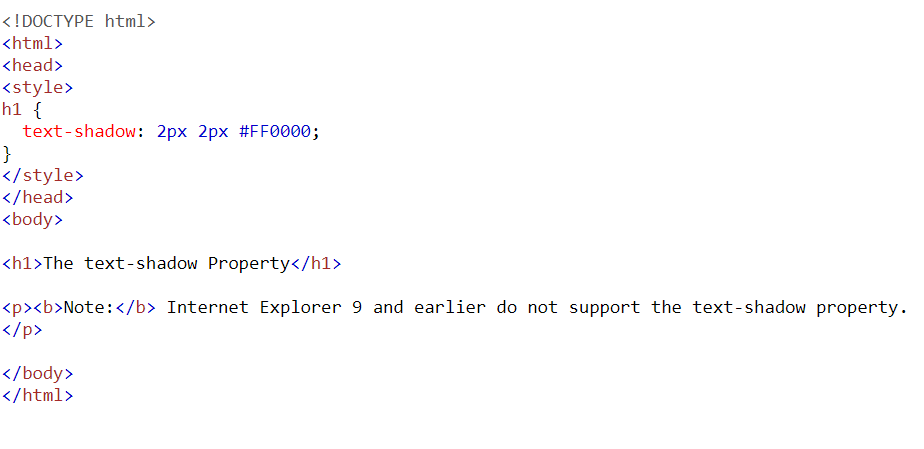 <!DOCTYPE html>
<html>
<head>
<style>
h1 {
  text-shadow: 2px 2px #FF0000;
}
</style>
</head>
<body>

<h1>The text-shadow Property</h1>

<p><b>Note:</b> Internet Explorer 9 and earlier do not support the text-shadow property.
</p>

</body>
</html>